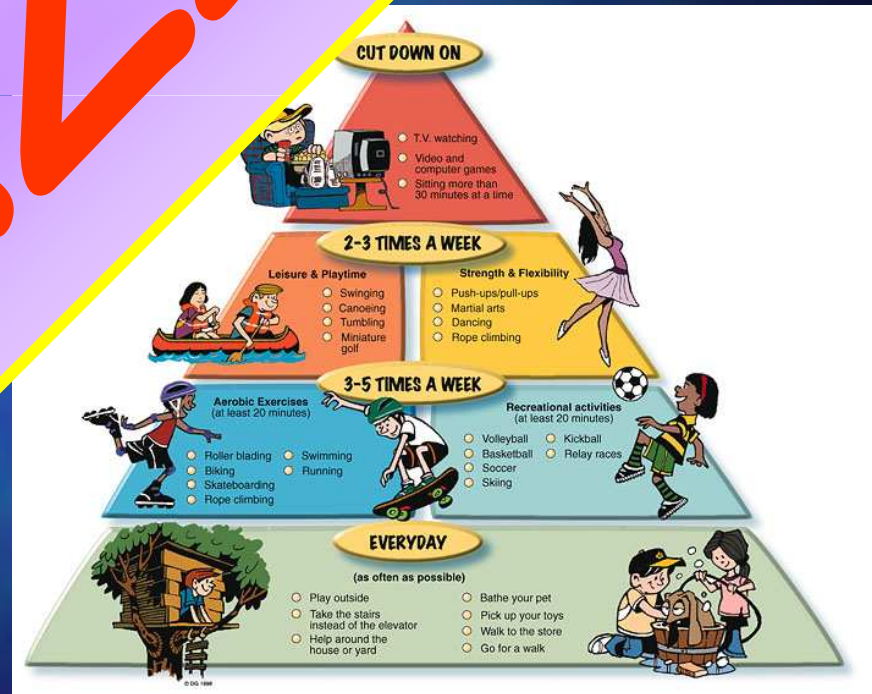 CUT DOWN ON
T.V. watching
Video and
computer games
Sitting more than
30 minutes at a time
2-3 TIMES A WEEK
Leisure & Playtime
Swinging
Canoeing
Tumbling
Miniature
golf
Strength & Flexibility
Push-ups/pull-ups
Martial arts
Dancing
Rope climbing
3-5 TIMES A WEEK
Aerobic Exercises
(at least 20 minutes)
Roller blading
Biking
Skateboarding
Rope climbing
Swimming
Running
Recreational activities
(at least 20 minutes)
Volleyball
Basketball
Soccer
Skiing
Kickball
Relay races
EVERYDAY
(as often as possible)
Play outside
Take the stairs
instead of the elevator
Help around the
house or yard
Bathe your pet
Pick up your toys
Walk to the store
Go for a walk
© DG 1998